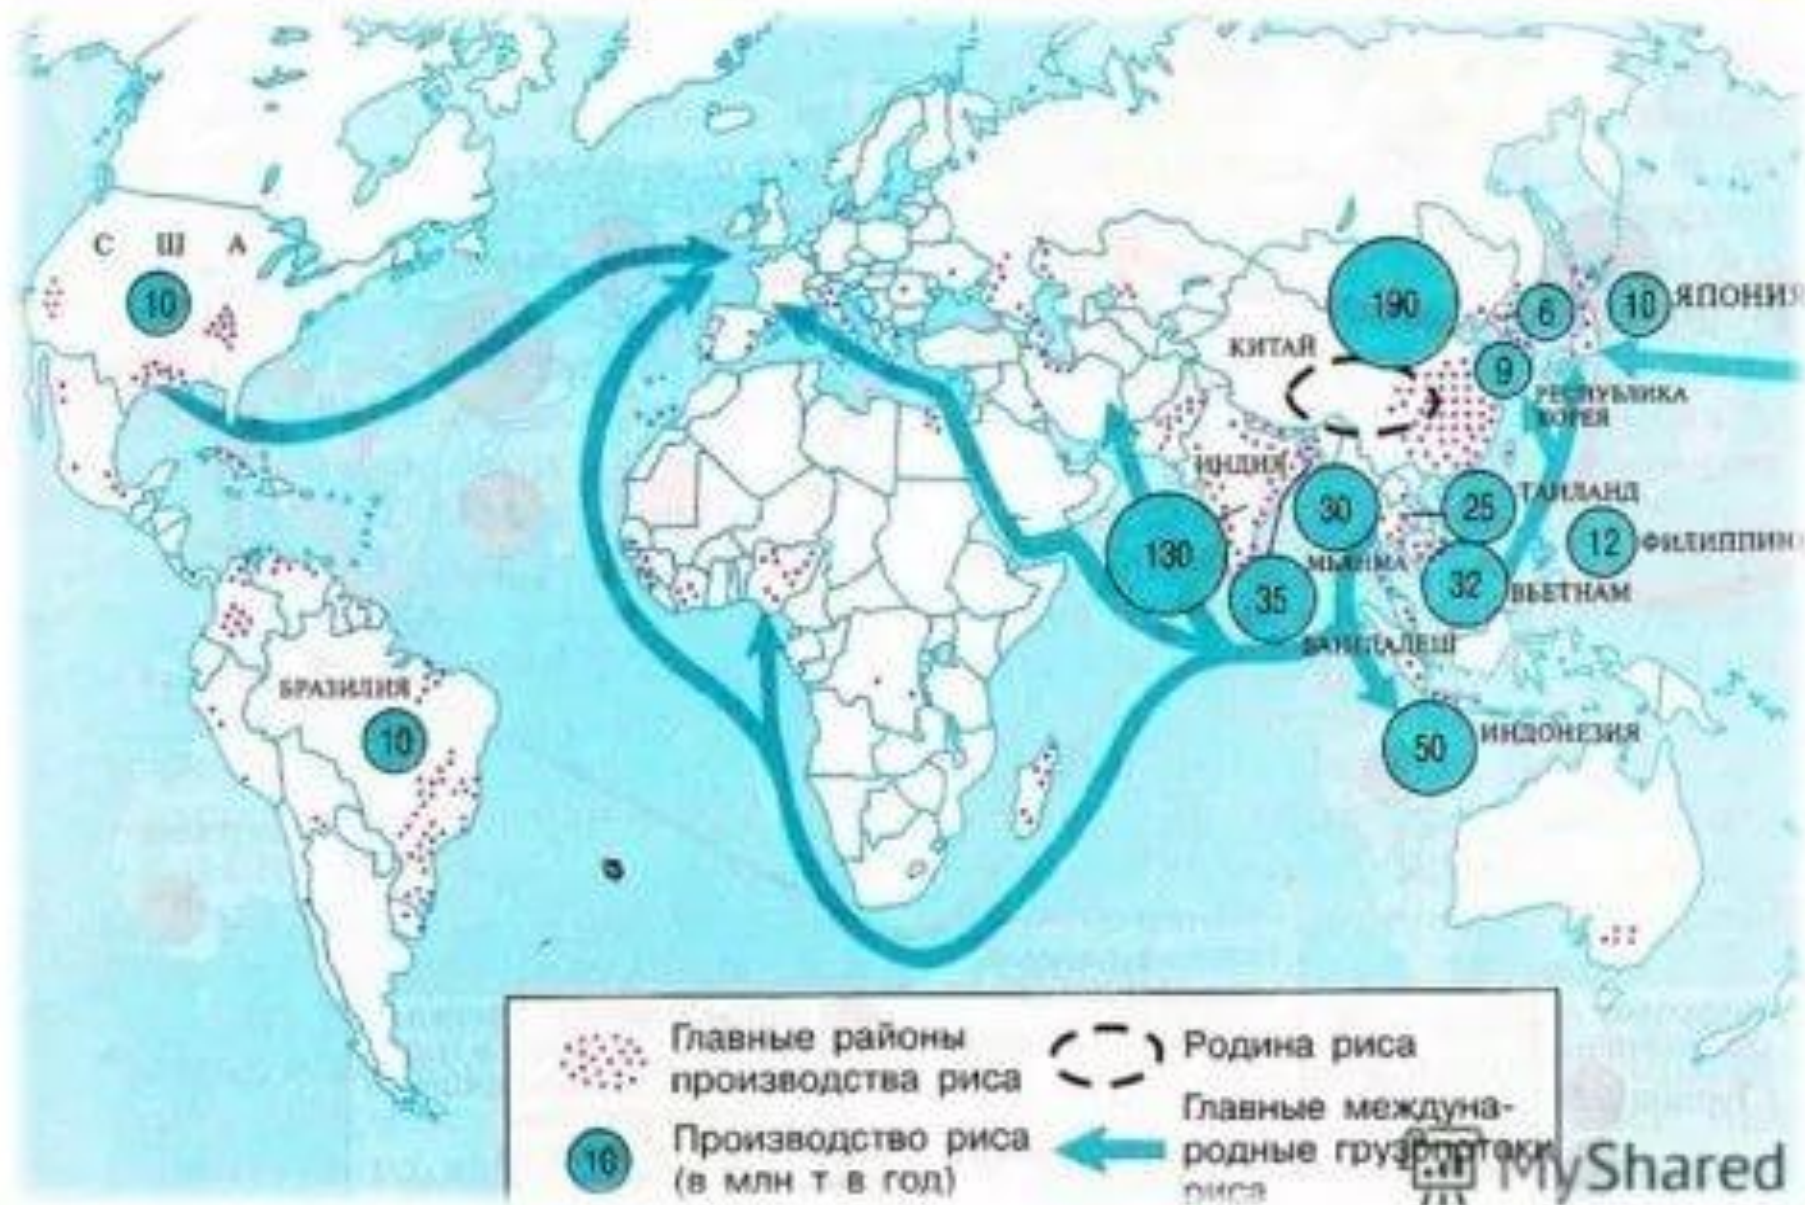 С Ш А
10
190
6
10
ЯПОНИЯ
КИТАЙ
9
РЕСПУБЛИКА
КОРЕЯ
ИНДИЯ
30
25
ТАИЛАНД
130
12
ФИЛИППИН
МЬЯНМА
35
32
ВЬЕТНАМ
БАНГЛАДЕШ
БРАЗИЛИЯ
10
50
ИНДОНЕЗИЯ
Главные районы
производства риса
Родина риса
16
Производство риса
(в млн т в год)
Главные междуна-
родные грузопотоки
риса
MyShared